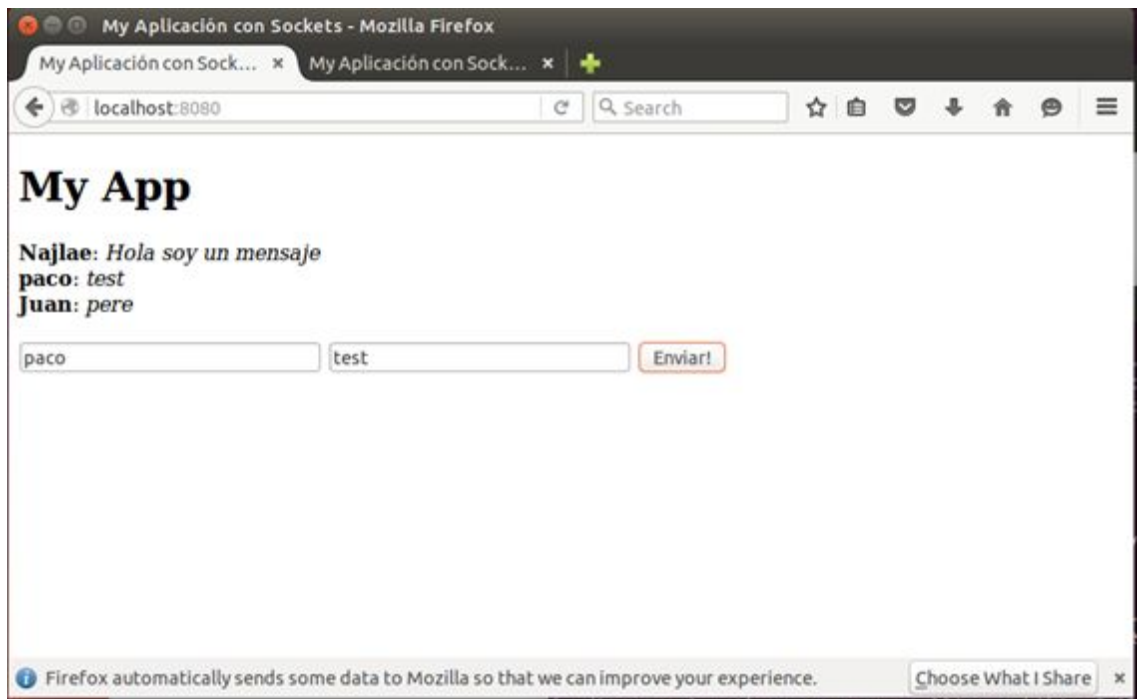 My Aplicación con Sockets - Mozilla Firefox
My Aplicación con Sock... × My Aplicación con Sock... ×
localhost:8080 Search
My App
Najlae: Hola soy un mensaje
paco: test
Juan: pere
paco test Enviar!
Firefox automatically sends some data to Mozilla so that we can improve your experience. Choose What I Share ×